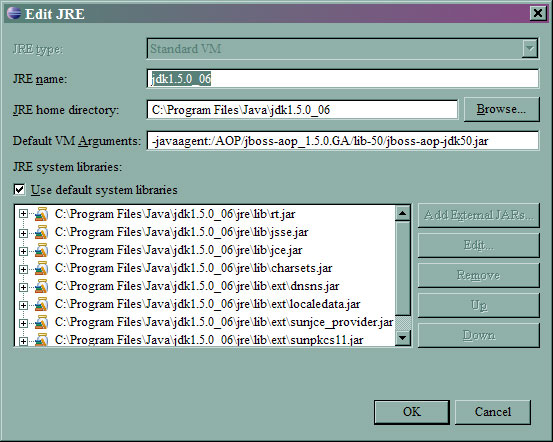 Edit JRE
JRE type: Standard VM
JRE name: jdk1.5.0_06
JRE home directory: C:\Program Files\Java\jdk1.5.0_06 Browse...
Default VM Arguments: -javaagent:/AOP/jboss-aop_1.5.0.GA/lib-50/jboss-aop-jdk50.jar
JRE system libraries:
Use default system libraries
C:\Program Files\Java\jdk1.5.0_06\jre\lib\rt.jar Add External JARs...
C:\Program Files\Java\jdk1.5.0_06\jre\lib\jsse.jar
C:\Program Files\Java\jdk1.5.0_06\jre\lib\jce.jar Edit...
C:\Program Files\Java\jdk1.5.0_06\jre\lib\charsets.jar Remove
C:\Program Files\Java\jdk1.5.0_06\jre\lib\ext\dnsns.jar
C:\Program Files\Java\jdk1.5.0_06\jre\lib\ext\localedata.jar Up
C:\Program Files\Java\jdk1.5.0_06\jre\lib\ext\sunjce_provider.jar
C:\Program Files\Java\jdk1.5.0_06\jre\lib\ext\sunpkcs11.jar Down
OK Cancel